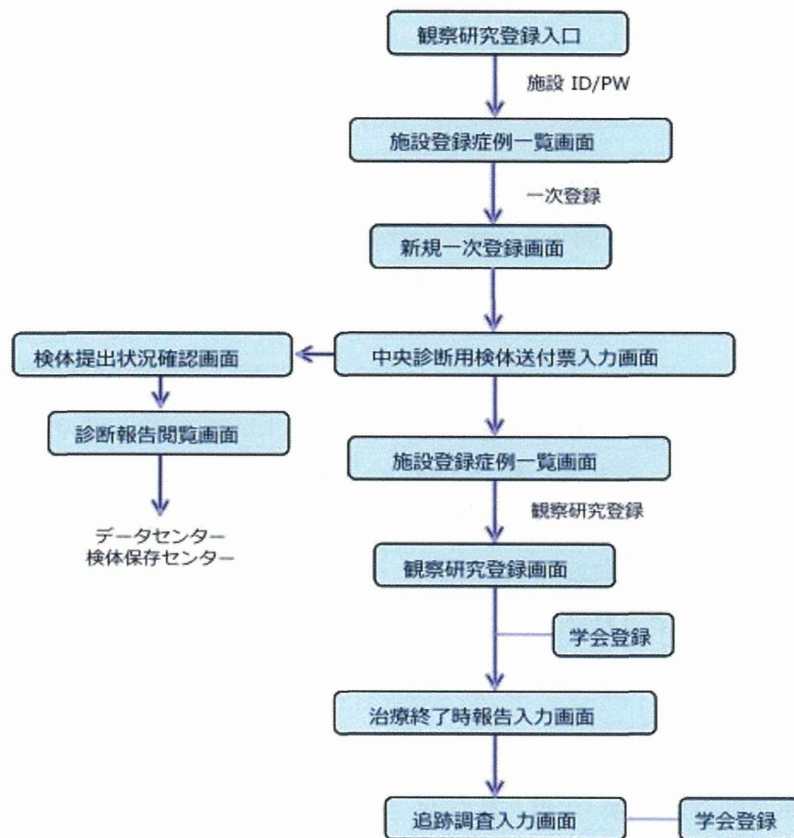 観察研究登録入口
施設 ID/PW
施設登録症例一覧画面
一次登録
新規一次登録画面
検体提出状況確認画面
中央診断用検体送付票入力画面
診断報告閲覧画面
施設登録症例一覧画面
観察研究登録
データセンター
検体保存センター
観察研究登録画面
学会登録
治療終了時報告入力画面
追跡調査入力画面
学会登録